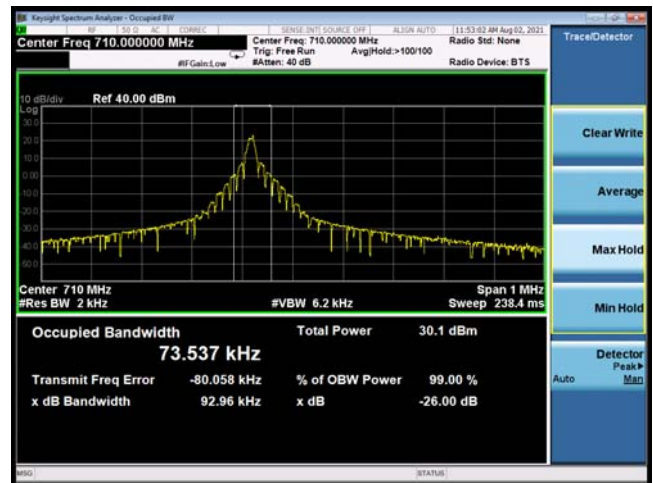 Keysight Spectrum Analyzer - Occupied BW
RF 50 Ω AC CORREC SENSE:INT SOURCE OFF ALIGN AUTO 11:53:02 AM Aug 02, 2021
Center Freq 710.000000 MHz
Center Freq: 710.000000 MHz Radio Std: None
Trig: Free Run Avg|Hold:>100/100
#IFGain:Low #Atten: 40 dB Radio Device: BTS
Trace/Detector
10 dB/div Ref 40.00 dBm
Log
30.0
20.0
10.0
0.00
10.0
20.0
30.0
40.0
50.0
Center 710 MHz Span 1 MHz
#Res BW 2 kHz #VBW 6.2 kHz Sweep 238.4 ms
Clear Write
Average
Max Hold
Min Hold
Detector
Peak▶
Auto Man
Occupied Bandwidth Total Power 30.1 dBm
73.537 kHz
Transmit Freq Error -80.058 kHz % of OBW Power 99.00 %
x dB Bandwidth 92.96 kHz x dB -26.00 dB
MSG STATUS